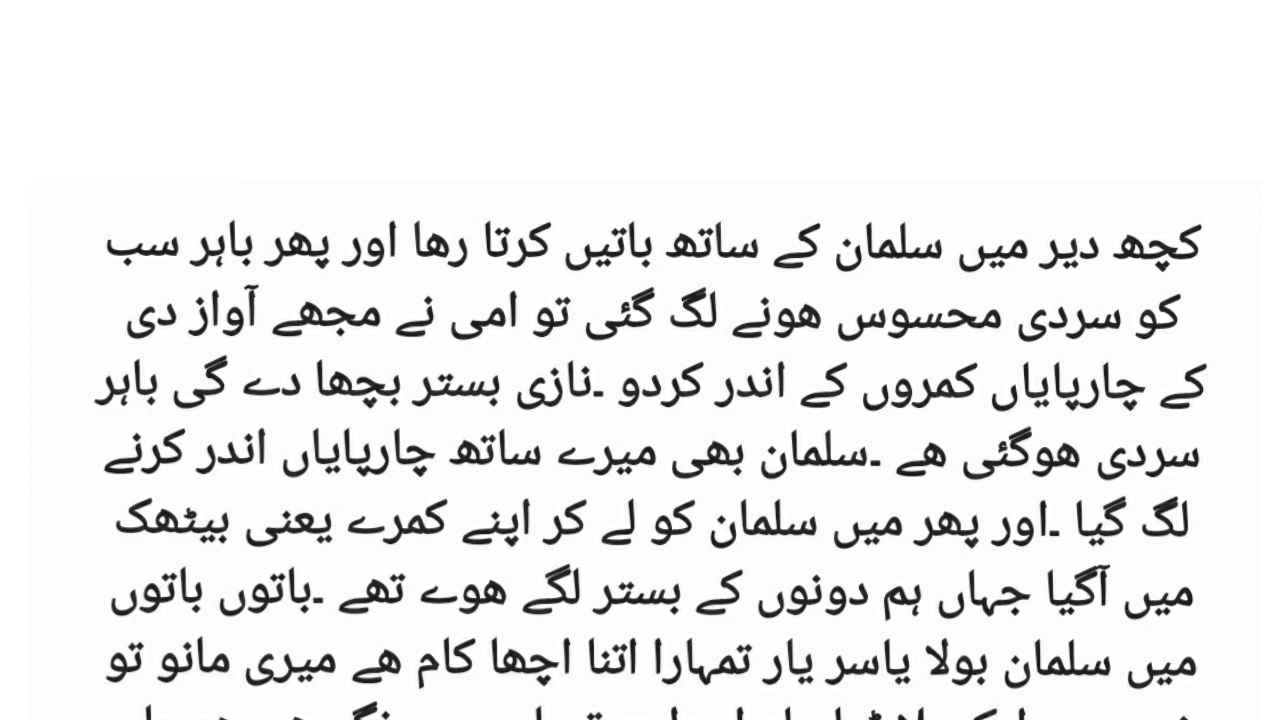 کچھ دیر میں سلمان کے ساتھ باتیں کرتا رھا اور پھر باہر سب
کو سردی محسوس ھونے لگ گئی تو امی نے مجھے آواز دی
کے چارپایاں کمروں کے اندر کردو ۔نازی بستر بچھا دے گی باہر
سردی ھوگئی ھے ۔سلمان بھی میرے ساتھ چارپایاں اندر کرنے
لگ گیا ۔اور پھر میں سلمان کو لے کر اپنے کمرے یعنی بیٹھک
میں آگیا جہاں ہم دونوں کے بستر لگے ھوے تھے ۔باتوں باتوں
میں سلمان بولا یاسر یار تمہارا اتنا اچھا کام ھے میری مانو تو